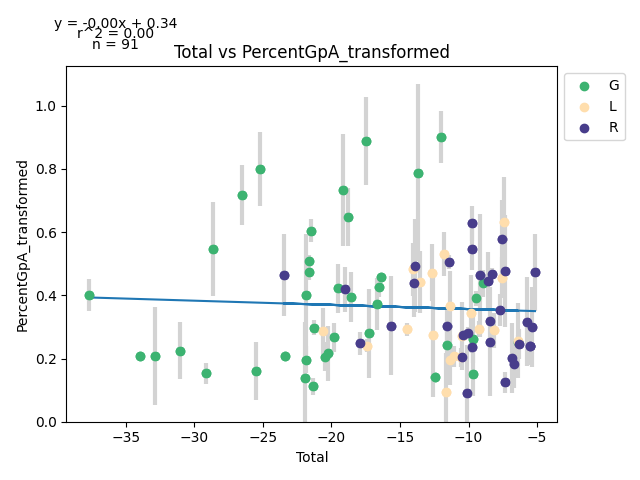 y = -0.00x + 0.34
r^2 = 0.00
n = 91
Total vs PercentGpA_transformed
G
L
R
PercentGpA_transformed
1.0
0.8
0.6
0.4
0.2
0.0
−35 −30 −25 −20 −15 −10 −5
Total